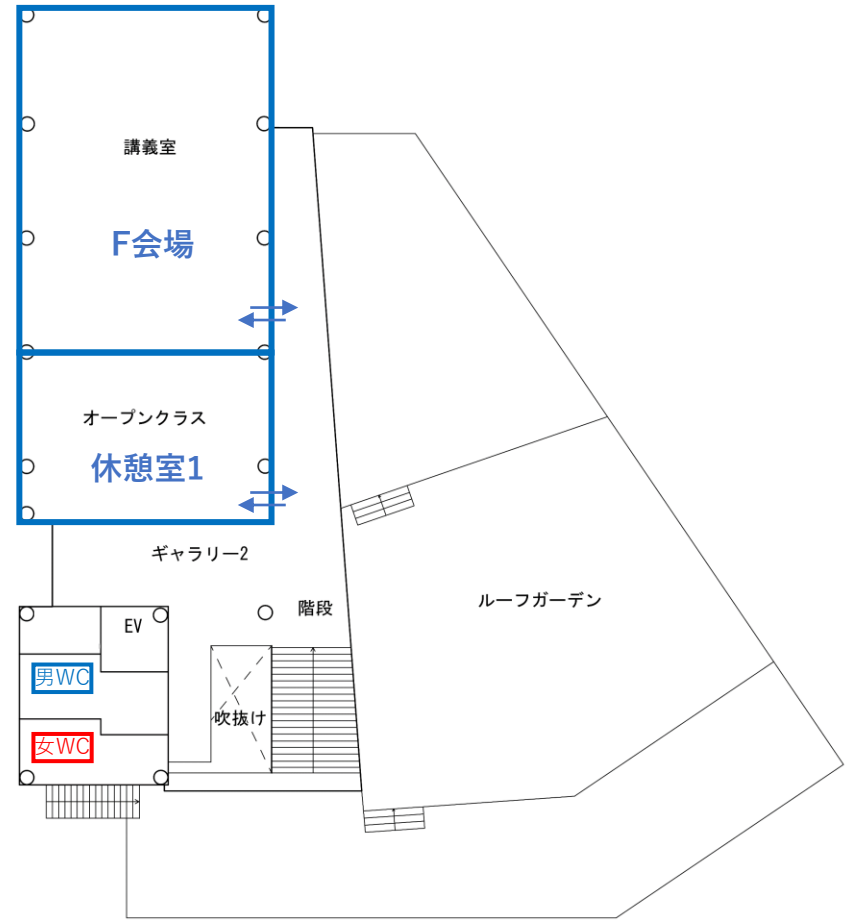 講義室
F会場
オープンクラス
休憩室1
ギャラリー2
階段
ルーフガーデン
EV
男WC
吹抜け
女WC